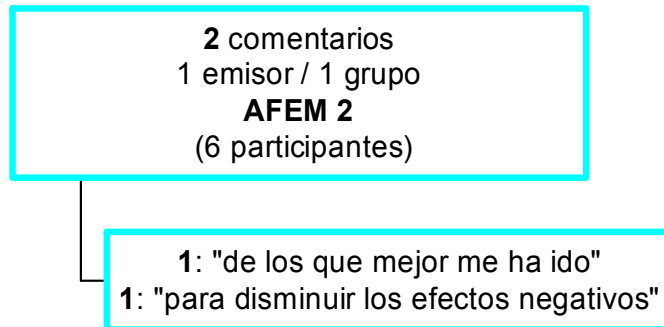 2 comentarios
1 emisor / 1 grupo
AFEM 2
(6 participantes)
1: "de los que mejor me ha ido"
1: "para disminuir los efectos negativos"